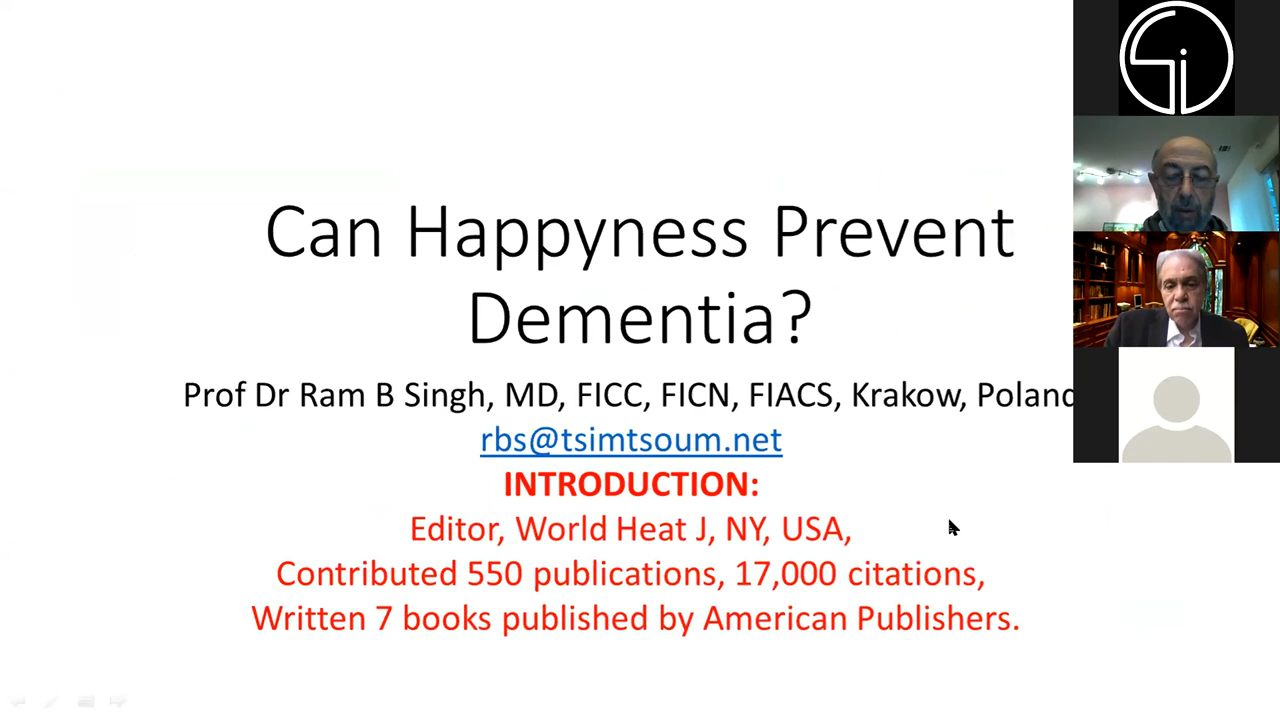 Can Happyness Prevent
Dementia?
Prof Dr Ram B Singh, MD, FICC, FICN, FIACS, Krakow, Poland
rbs@tsimtsoum.net
INTRODUCTION:
Editor, World Heat J, NY, USA,
Contributed 550 publications, 17,000 citations,
Written 7 books published by American Publishers.